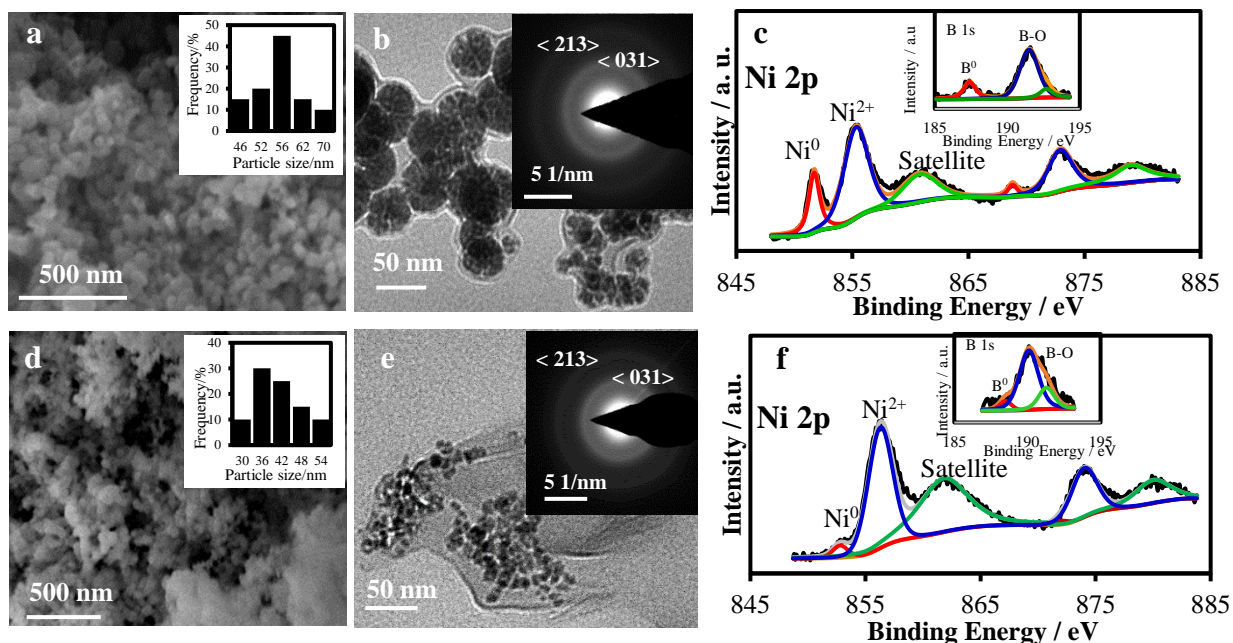 a
Frequency/%
50
40
30
20
10
0
46 52 56 62 70
Particle size/nm
500 nm
b
< 213>
< 031>
5 1/nm
50 nm
c
Ni 2p
Intensity / a. u.
Ni⁰
Ni²⁺
Satellite
845 855 865 875 885
Binding Energy / eV
B 1s
B-O
B⁰
Intensity / a.u
185 190 195
Binding Energy / eV
d
Frequency/%
40
30
20
10
0
30 36 42 48 54
Particle size/nm
500 nm
e
< 213>
< 031>
5 1/nm
50 nm
f
Ni 2p
Intensity / a.u.
Ni⁰
Ni²⁺
Satellite
845 855 865 875 885
Binding Energy / eV
B 1s
B-O
B⁰
Intensity / a.u.
185 190 195
Binding Energy / eV